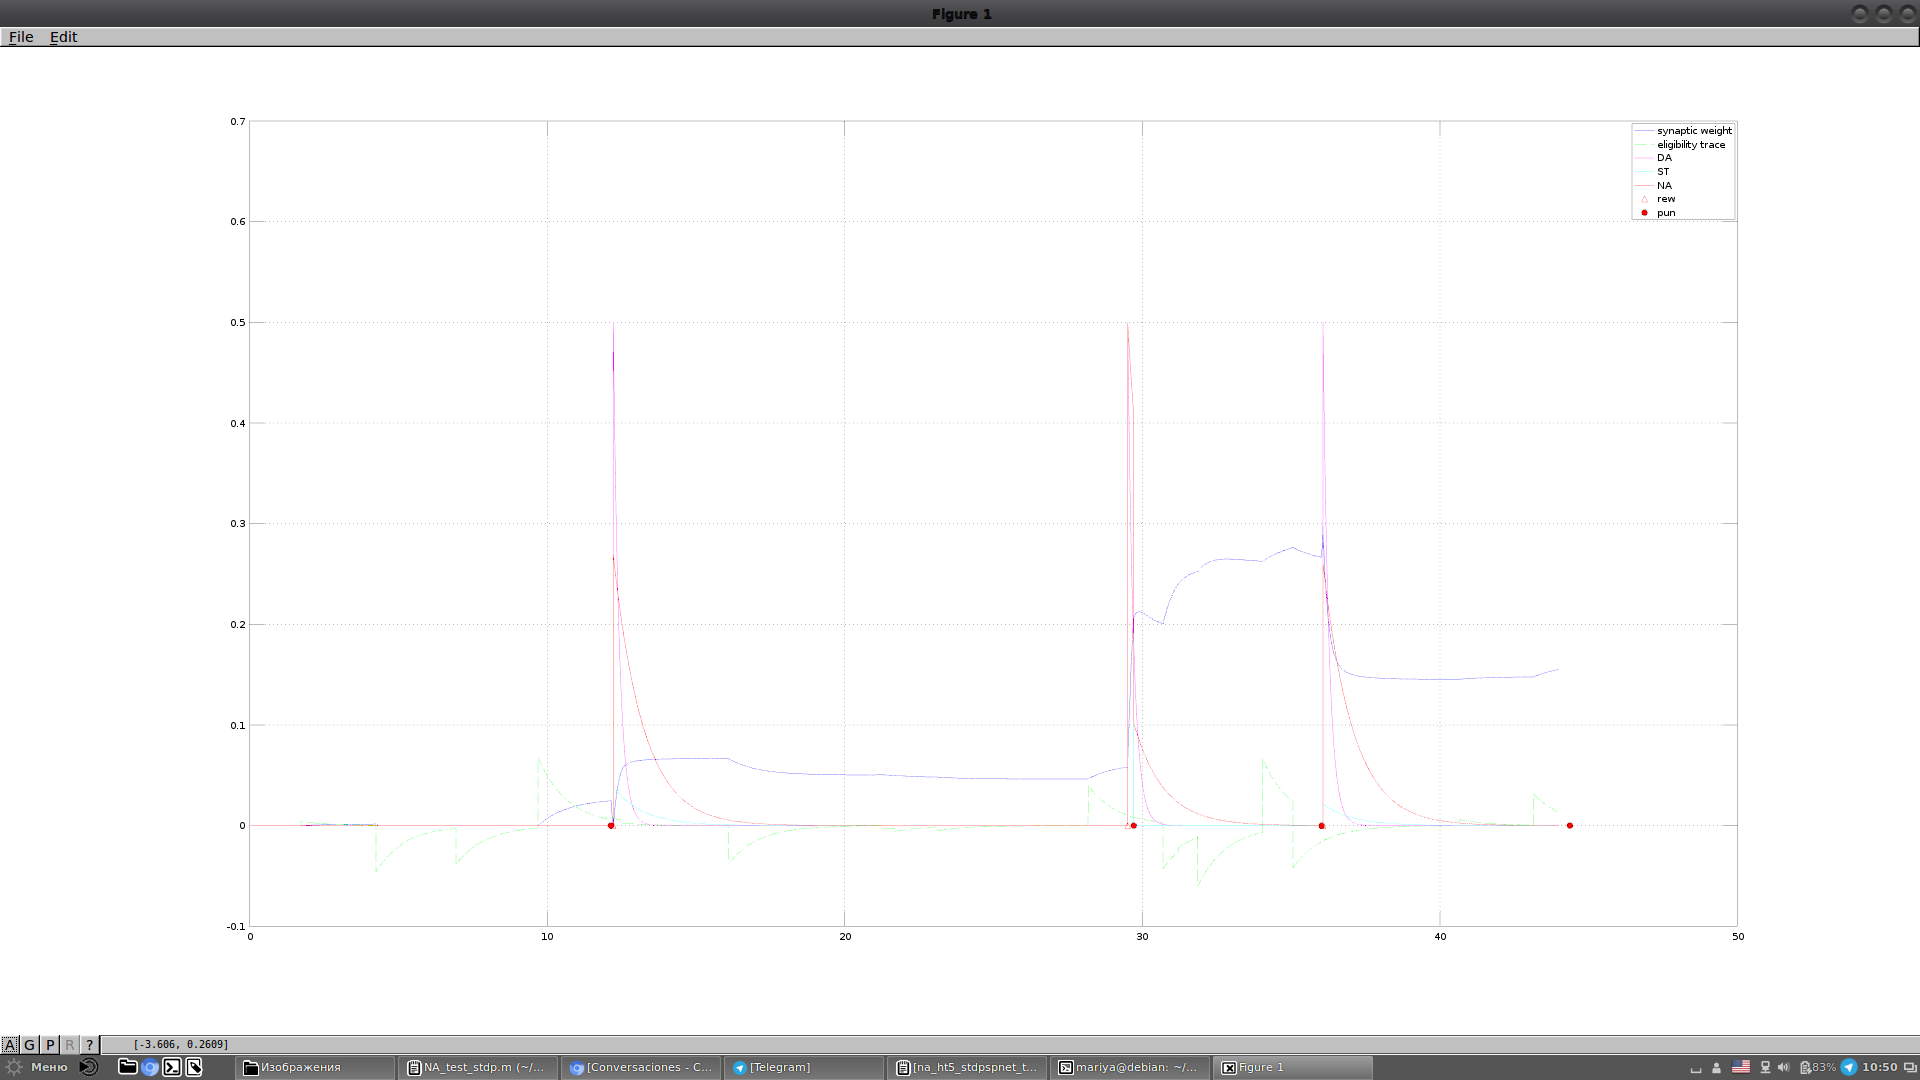 Figure 1
File Edit
0.7
0.6
0.5
0.4
0.3
0.2
0.1
0
-0.1
0 10 20 30 40 50
synaptic weight
eligibility trace
DA
ST
NA
rew
pun
A G P R ? [-3.606, 0.2609]
Меню Изображения NA_test_stdp.m (~/... [Conversaciones - C... [Telegram] [na_ht5_stdpspnet_t... mariya@debian: ~/... Figure 1 83% 10:50